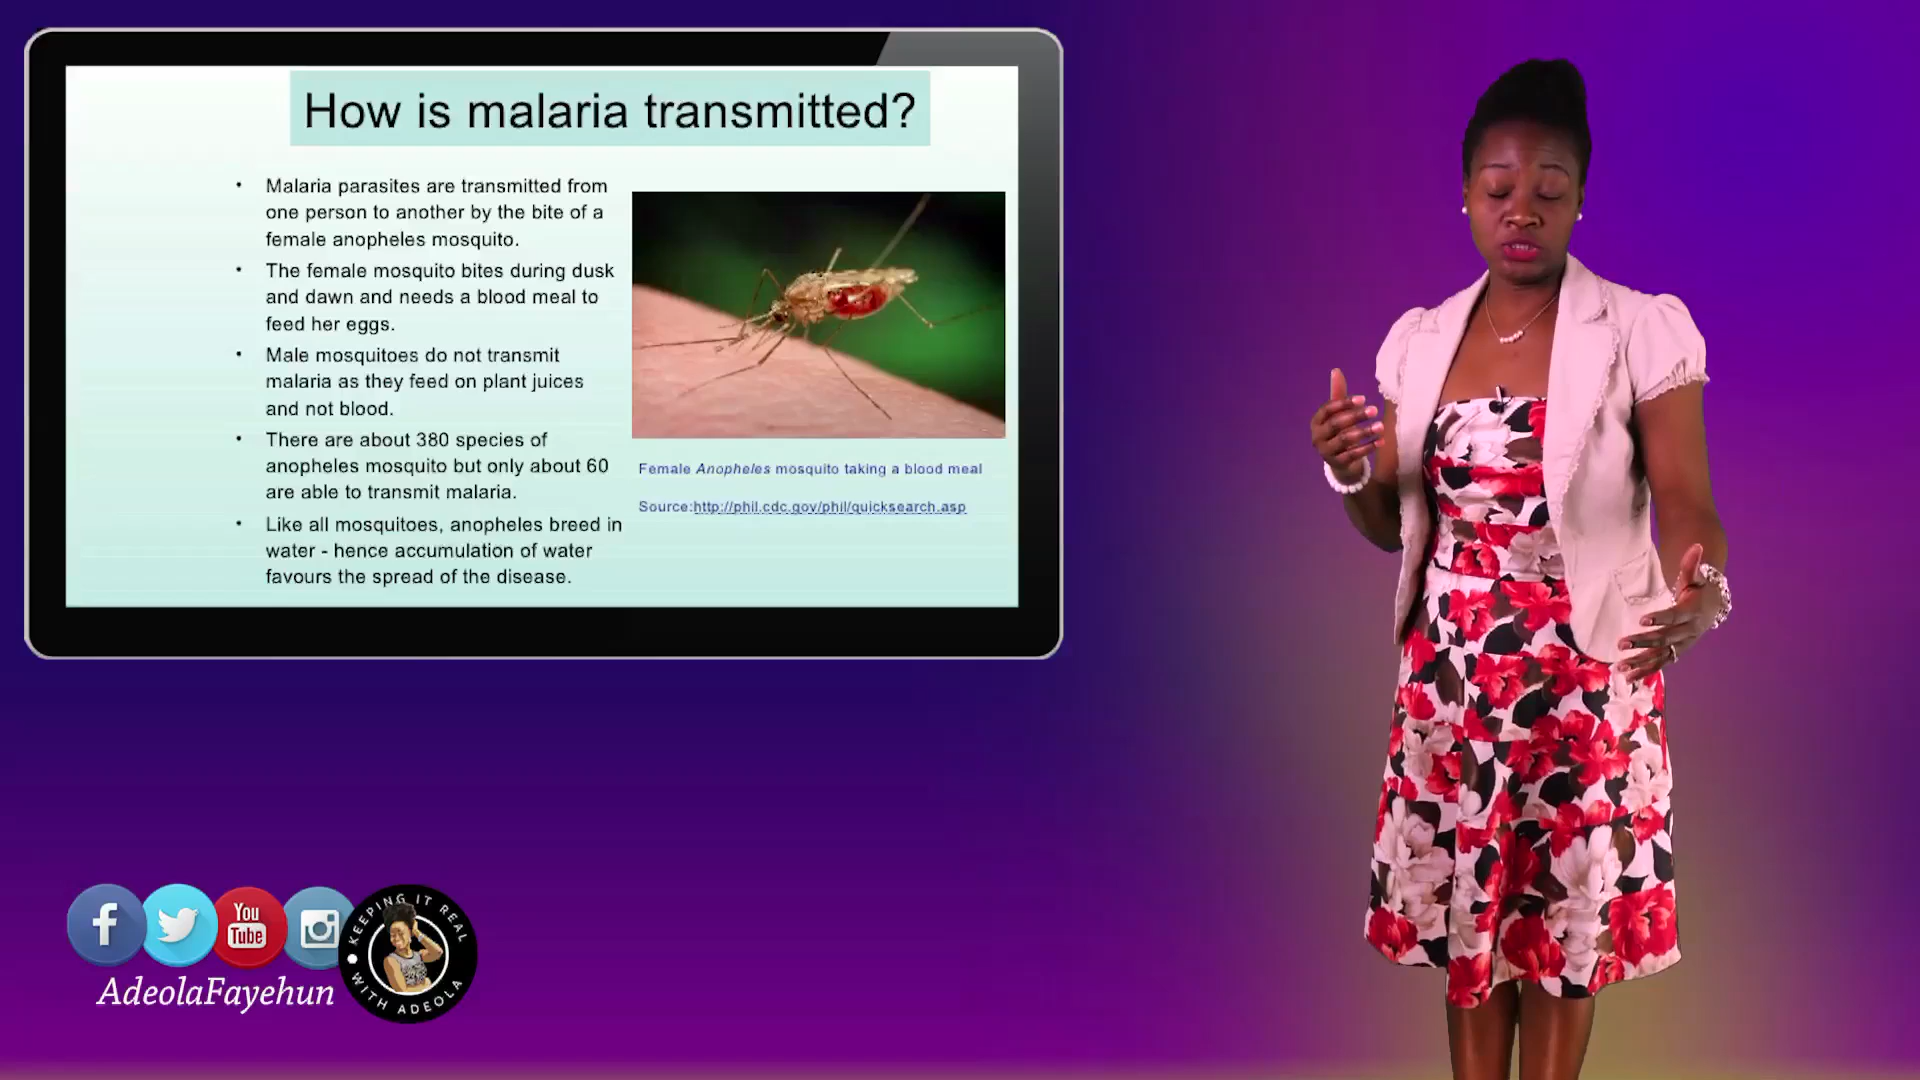 How is malaria transmitted?
• Malaria parasites are transmitted from
one person to another by the bite of a
female anopheles mosquito.
• The female mosquito bites during dusk
and dawn and needs a blood meal to
feed her eggs.
• Male mosquitoes do not transmit
malaria as they feed on plant juices
and not blood.
• There are about 380 species of
anopheles mosquito but only about 60
are able to transmit malaria.
• Like all mosquitoes, anopheles breed in
water - hence accumulation of water
favours the spread of the disease.
Female Anopheles mosquito taking a blood meal
Source:http://phil.cdc.gov/phil/quicksearch.asp
f
You
Tube
KEEPING IT REAL
WITH ADEOLA
AdeolaFayehun